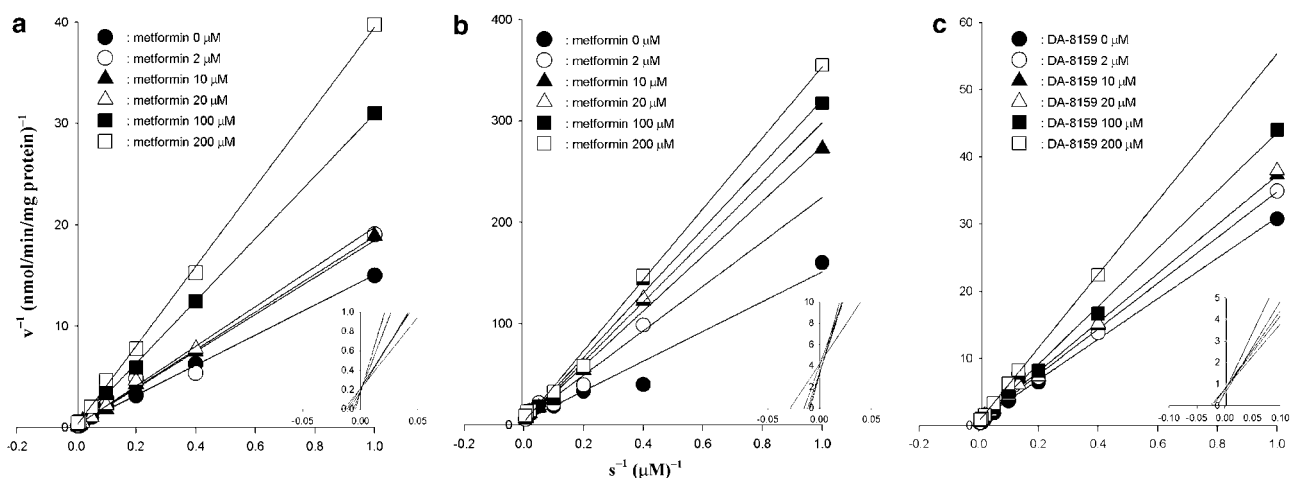 a
: metformin 0 µM
: metformin 2 µM
: metformin 10 µM
: metformin 20 µM
: metformin 100 µM
: metformin 200 µM
40
30
20
10
0
-0.2
0.0
0.2
0.4
0.6
0.8
1.0
1.0
0.8
0.6
0.4
0.2
0.0
-0.05
0.00
0.05
v⁻¹ (nmol/min/mg protein)⁻¹
b
: metformin 0 µM
: metformin 2 µM
: metformin 10 µM
: metformin 20 µM
: metformin 100 µM
: metformin 200 µM
400
300
200
100
0
-0.2
0.0
0.2
0.4
0.6
0.8
1.0
10
8
6
4
2
0
-0.05
0.00
0.05
s⁻¹ (µM)⁻¹
c
: DA-8159 0 µM
: DA-8159 2 µM
: DA-8159 10 µM
: DA-8159 20 µM
: DA-8159 100 µM
: DA-8159 200 µM
60
50
40
30
20
10
0
-0.2
0.0
0.2
0.4
0.6
0.8
1.0
5
4
3
2
1
0
-0.10
-0.05
0.00
0.05
0.10